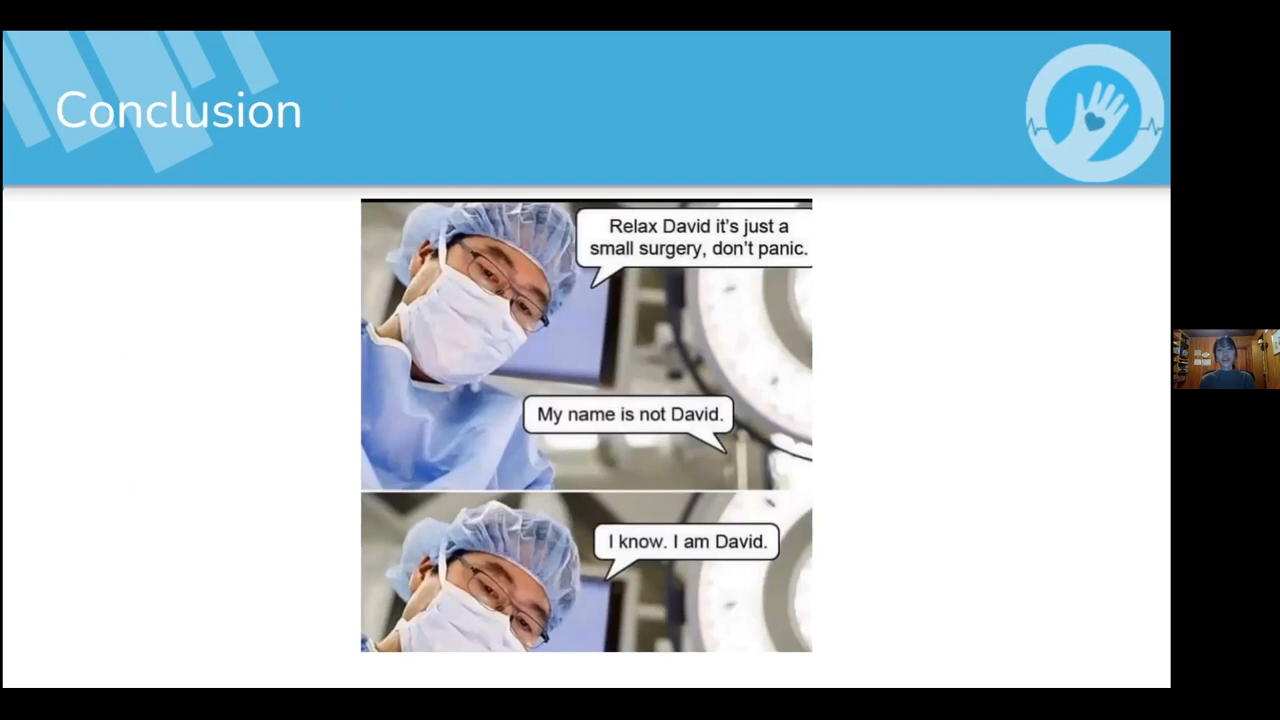 Conclusion
Relax David it's just a
small surgery, don't panic.
My name is not David.
I know. I am David.